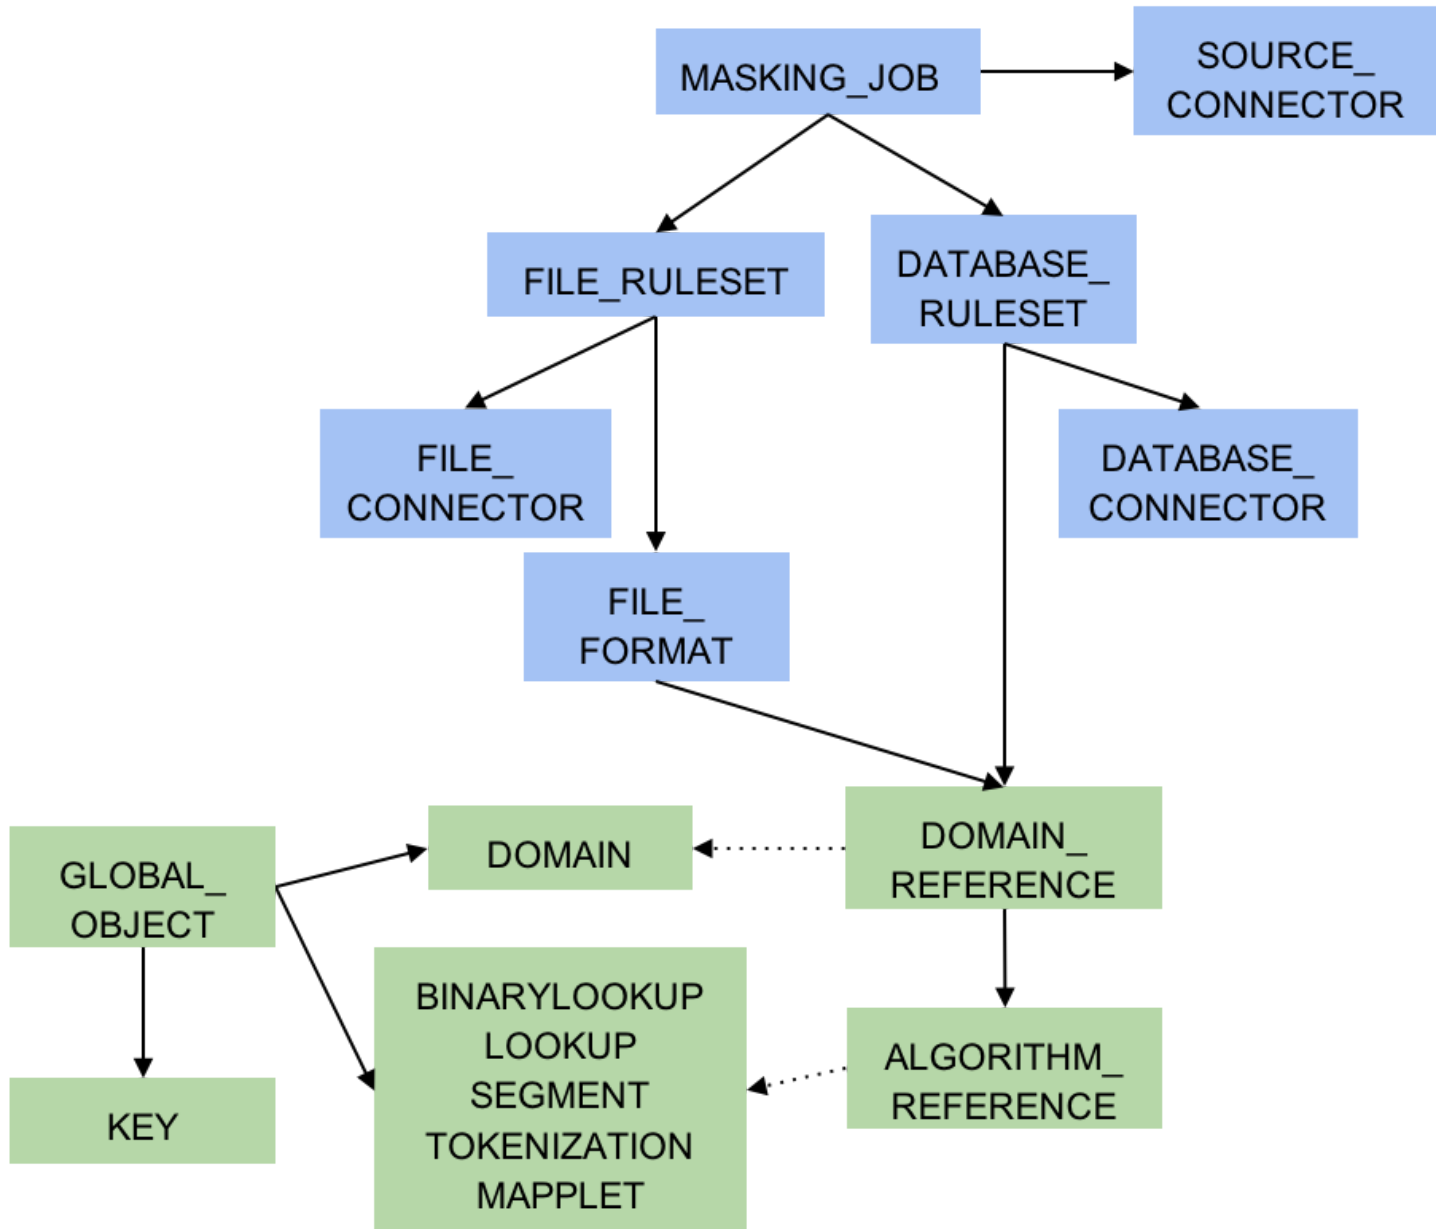 MASKING_JOB
SOURCE_
CONNECTOR
FILE_RULESET
DATABASE_
RULESET
FILE_
CONNECTOR
DATABASE_
CONNECTOR
FILE_
FORMAT
GLOBAL_
OBJECT
DOMAIN
DOMAIN_
REFERENCE
KEY
BINARYLOOKUP
LOOKUP
SEGMENT
TOKENIZATION
MAPPLET
ALGORITHM_
REFERENCE